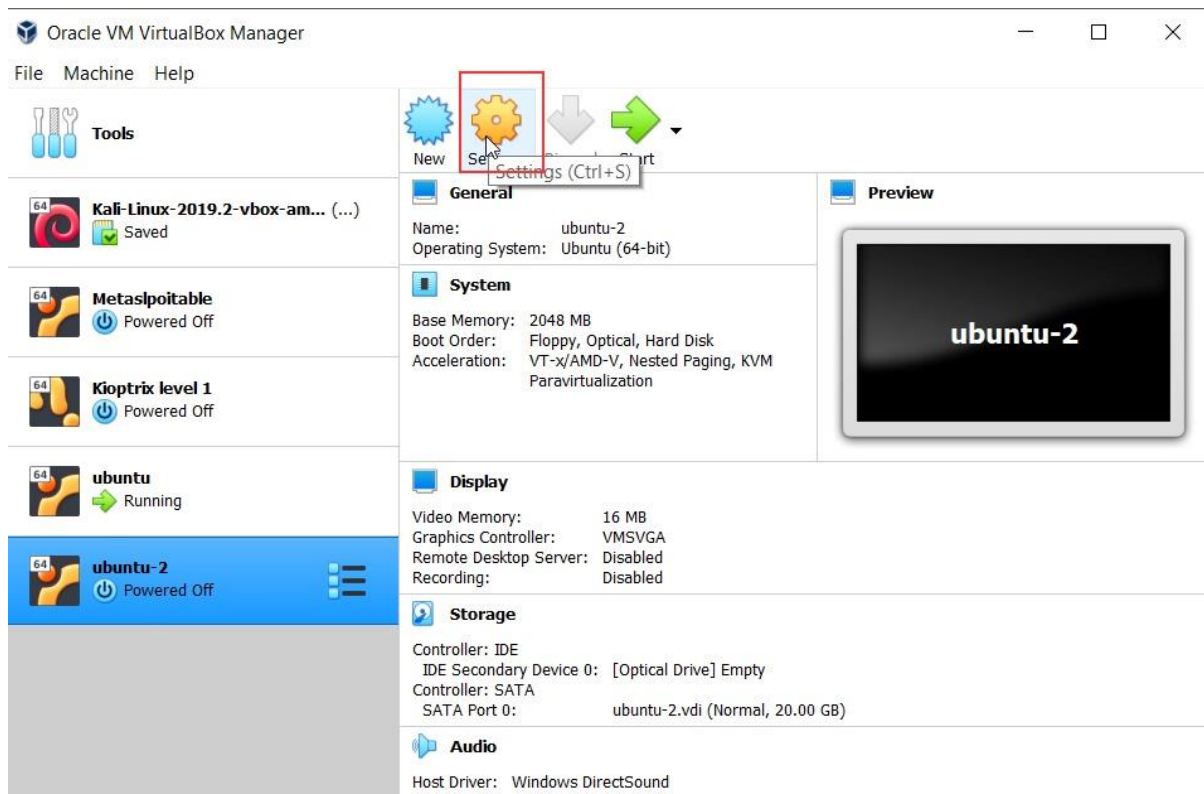 Oracle VM VirtualBox Manager
File Machine Help
Tools
New
Settings (Ctrl+S)
64
Kali-Linux-2019.2-vbox-am... (...)
Saved
64
Metaslpoitable
Powered Off
64
Kioptrix level 1
Powered Off
64
ubuntu
Running
64
ubuntu-2
Powered Off
General
Name: ubuntu-2
Operating System: Ubuntu (64-bit)
System
Base Memory: 2048 MB
Boot Order: Floppy, Optical, Hard Disk
Acceleration: VT-x/AMD-V, Nested Paging, KVM
Paravirtualization
Preview
ubuntu-2
Display
Video Memory: 16 MB
Graphics Controller: VMSVGA
Remote Desktop Server: Disabled
Recording: Disabled
Storage
Controller: IDE
IDE Secondary Device 0: [Optical Drive] Empty
Controller: SATA
SATA Port 0: ubuntu-2.vdi (Normal, 20.00 GB)
Audio
Host Driver: Windows DirectSound